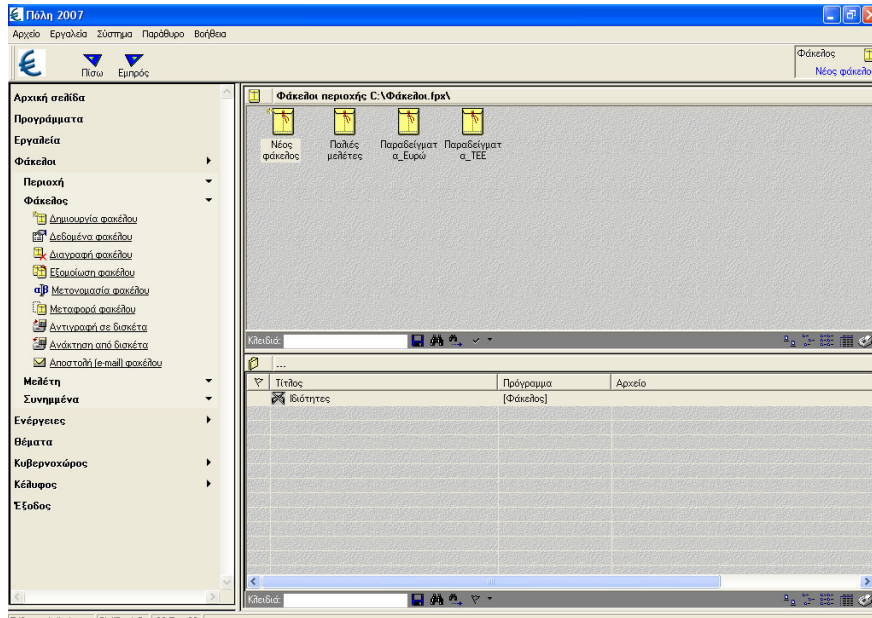 Πόλη 2007
Αρχείο Εργαλεία Σύστημα Παράθυρο Βοήθεια
Πίσω Εμπρός
Φάκελος
Νέος φάκελο
Αρχική σελίδα
Προγράμματα
Εργαλεία
Φάκελοι
Περιοχή
Φάκελος
Δημιουργία φακέλου
Δεδομένα φακέλου
Διαγραφή φακέλου
Εξομοίωση φακέλου
αβ Μετονομασία φακέλου
Μεταφορά φακέλου
Αντιγραφή σε δισκέτα
Ανάκτηση από δισκέτα
Αποστολή (e-mail) φακέλου
Μελέτη
Συνημμένα
Ενέργειες
Θέματα
Κυβερνοχώρος
Κέλυφος
Έξοδος
Φάκελοι περιοχής C:\Φάκελοι.fpx\
Νέος
φάκελος
Παλιές
μελέτες
Παραδείγματ
α_Ευρώ
Παραδείγματ
α_ΤΕΕ
Κλειδιά:
...
Τίτλος Πρόγραμμα Αρχείο
Ιδιότητες [Φάκελος]
Κλειδιά: